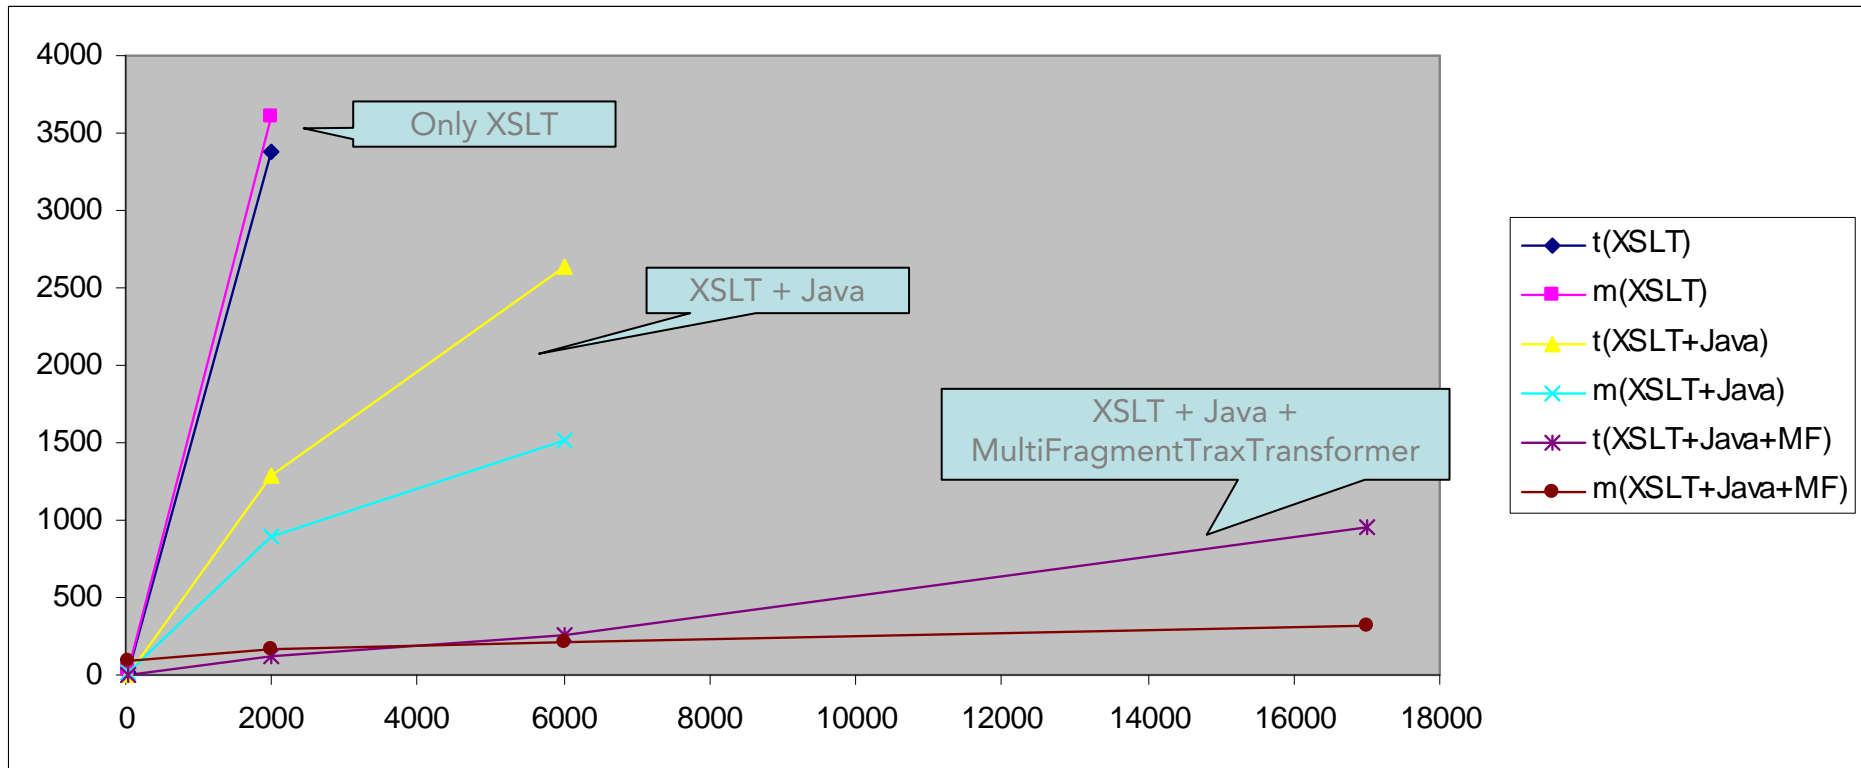 4000
3500
3000
2500
2000
1500
1000
500
0
0 2000 4000 6000 8000 10000 12000 14000 16000 18000
Only XSLT
XSLT + Java
XSLT + Java +
MultiFragmentTraxTransformer
t(XSLT)
m(XSLT)
t(XSLT+Java)
m(XSLT+Java)
t(XSLT+Java+MF)
m(XSLT+Java+MF)